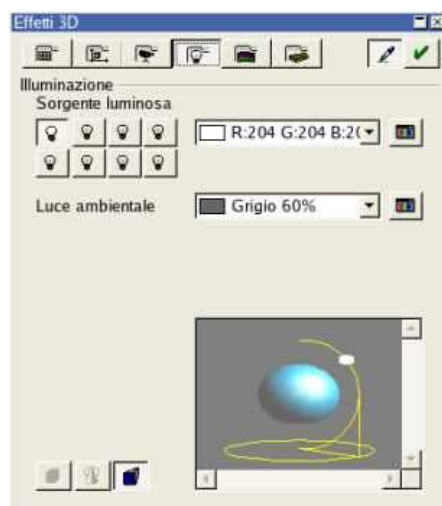 Effetti 3D
Illuminazione
Sorgente luminosa
R:204 G:204 B:2(
Luce ambientale
Grigio 60%